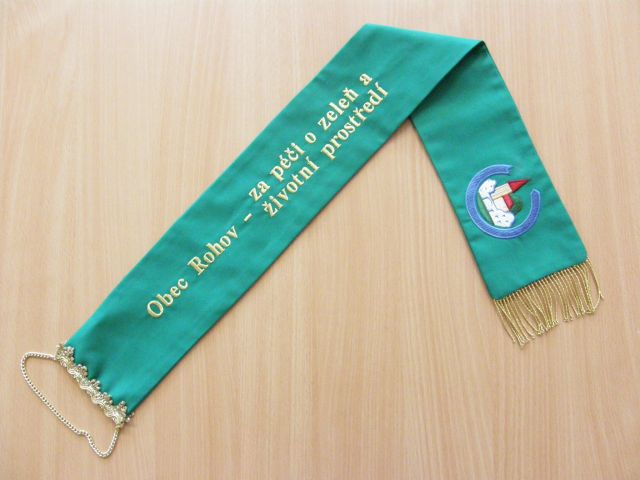 Obec Rohov - za péči o zeleň a
životní prostředí